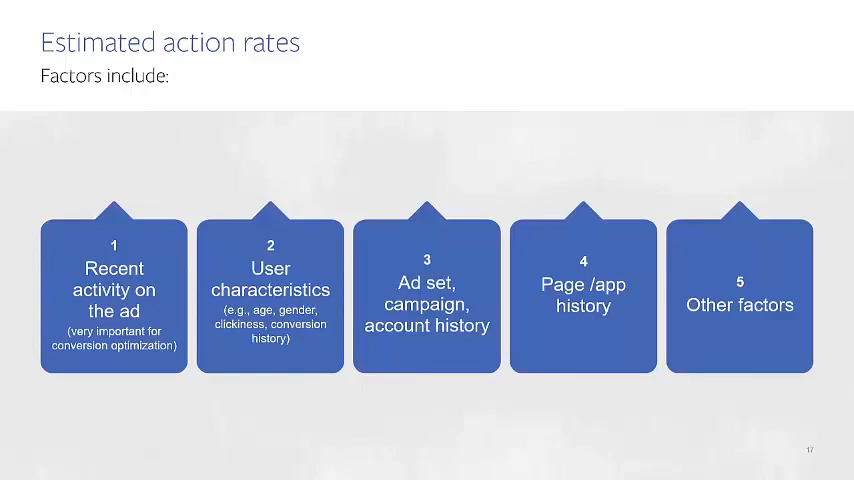 Estimated action rates
Factors include:
1
Recent
activity on
the ad
(very important for
conversion optimization)
2
User
characteristics
(e.g., age, gender,
clickiness, conversion
history)
3
Ad set,
campaign,
account history
4
Page /app
history
5
Other factors
17